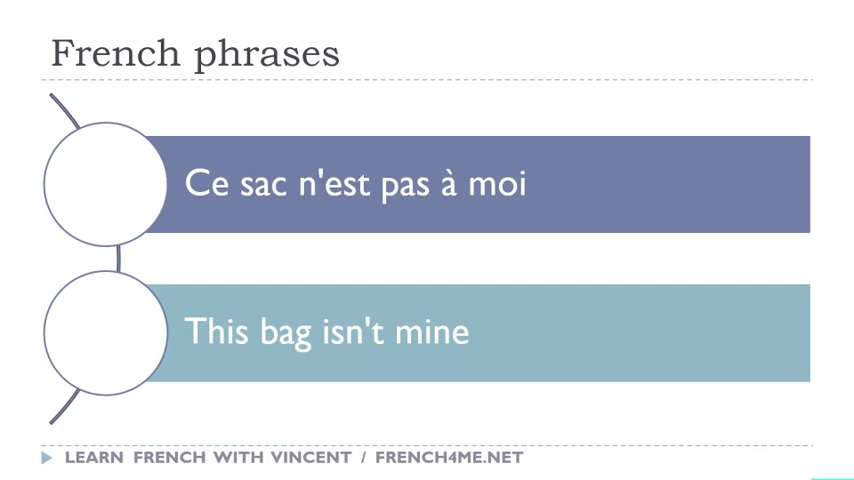 French phrases
Ce sac n'est pas à moi
This bag isn't mine
LEARN FRENCH WITH VINCENT / FRENCH4ME.NET